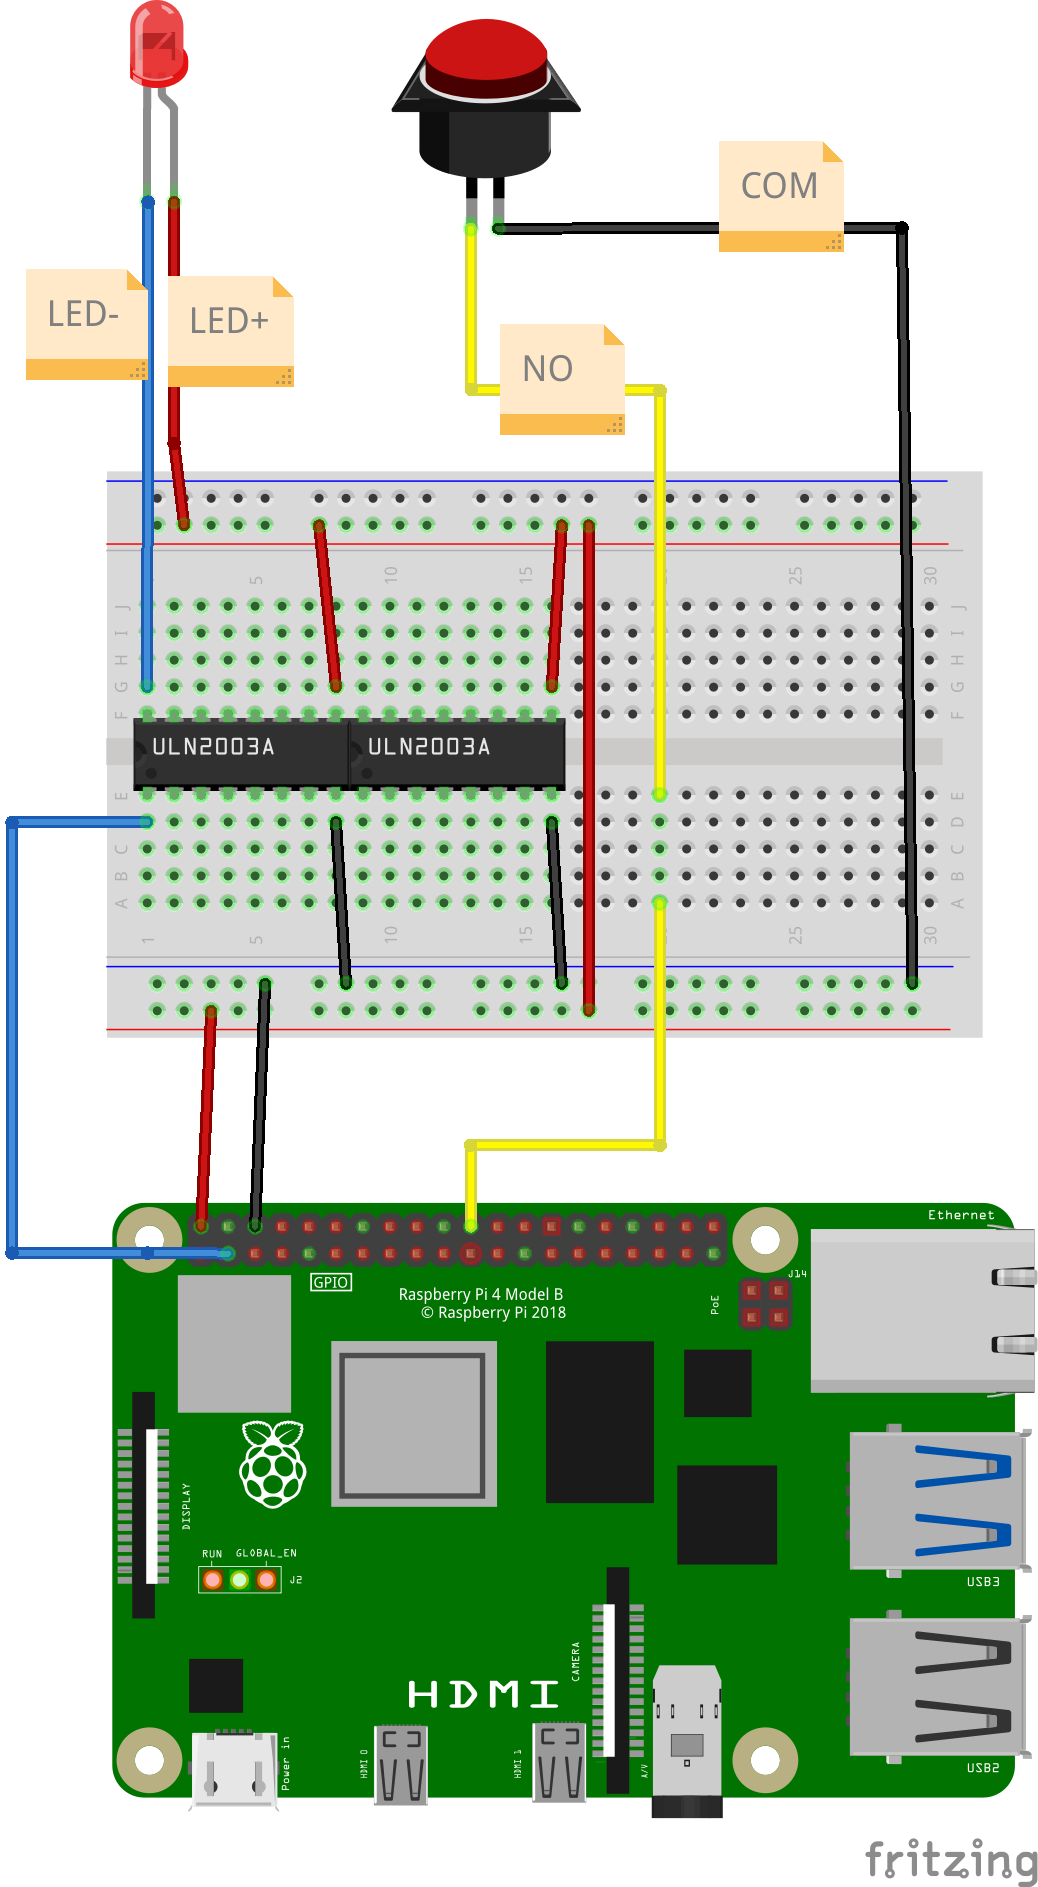 COM
LED-
LED+
NO
5
10
15
25
30
J
J
I
I
H
H
G
G
F
F
ULN2003A
ULN2003A
E
E
D
D
C
C
B
B
A
A
1
5
10
15
25
30
Ethernet
GPIO
J14
Raspberry Pi 4 Model B
© Raspberry Pi 2018
PoE
DISPLAY
RUN
GLOBAL_EN
J2
USB3
CAMERA
HDMI
Power in
HDMI 0
HDMI 1
A/V
USB2
fritzing